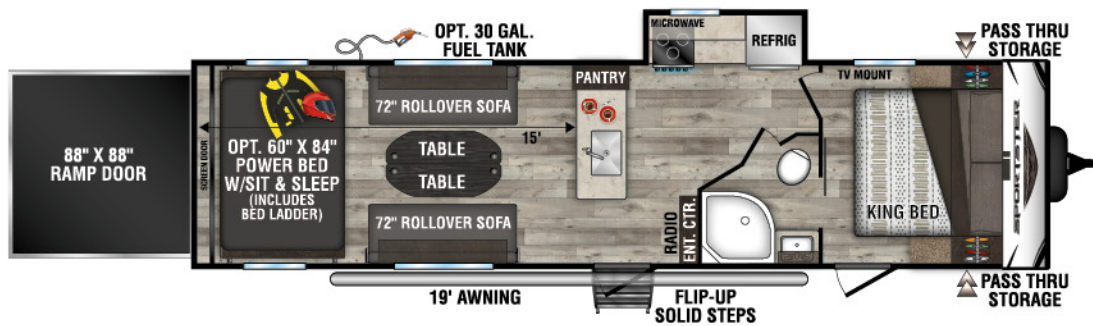 OPT. 30 GAL.
FUEL TANK
MICROWAVE
REFRIG
PASS THRU
STORAGE
88" X 88"
RAMP DOOR
SCREEN DOOR
OPT. 60" X 84"
POWER BED
W/SIT & SLEEP
(INCLUDES
BED LADDER)
72" ROLLOVER SOFA
15'
TABLE
TABLE
72" ROLLOVER SOFA
PANTRY
RADIO
ENT. CTR.
TV MOUNT
KING BED
SPORTSTER
19' AWNING
FLIP-UP
SOLID STEPS
PASS THRU
STORAGE